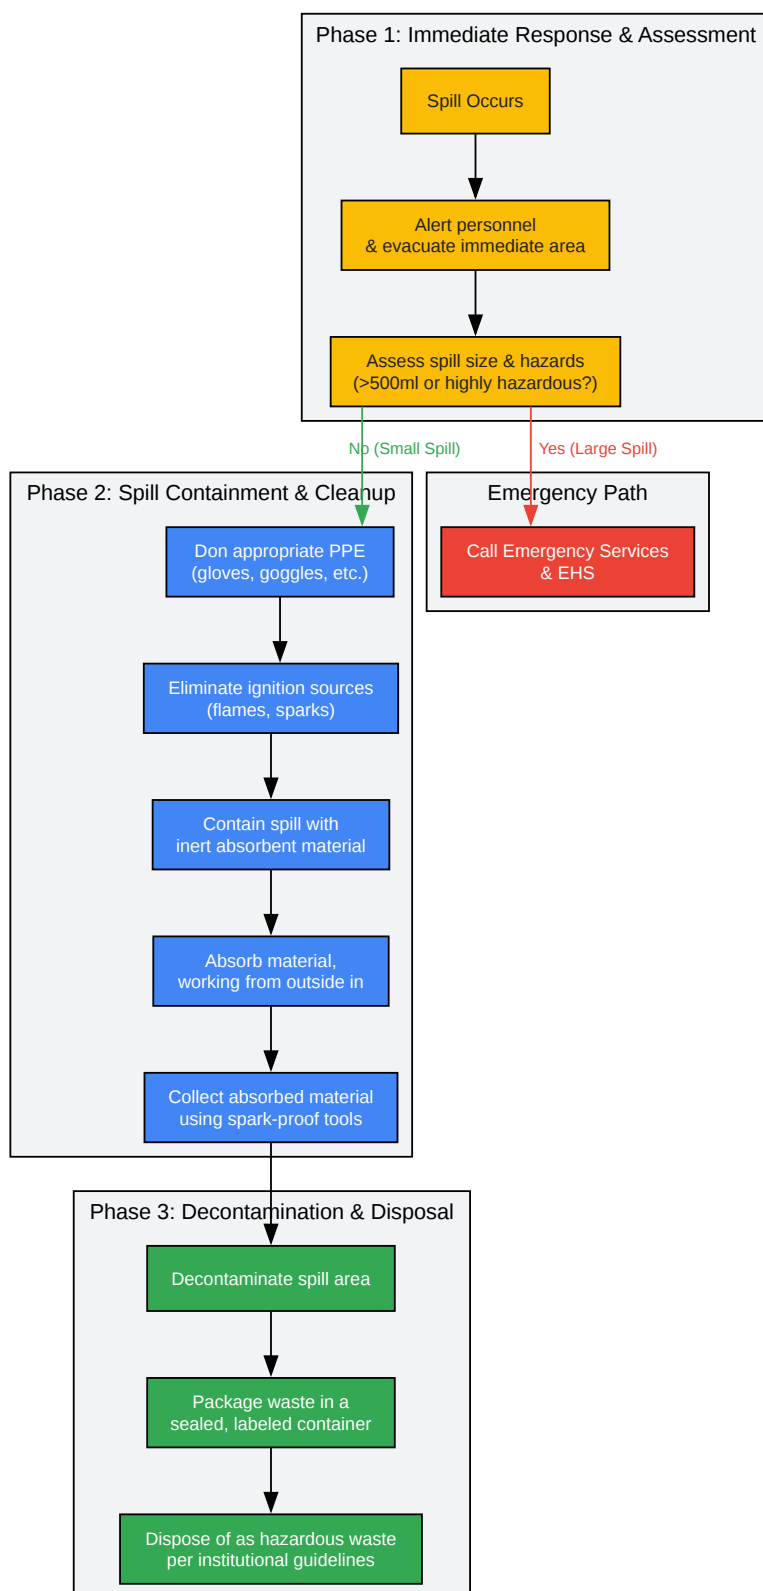 Phase 1: Immediate Response & Assessment
Spill Occurs
Alert personnel
& evacuate immediate area
Assess spill size & hazards
(>500ml or highly hazardous?)
No (Small Spill)
Yes (Large Spill)
Phase 2: Spill Containment & Cleanup
Emergency Path
Don appropriate PPE
(gloves, goggles, etc.)
Call Emergency Services
& EHS
Eliminate ignition sources
(flames, sparks)
Contain spill with
inert absorbent material
Absorb material,
working from outside in
Collect absorbed material
using spark-proof tools
Phase 3: Decontamination & Disposal
Decontaminate spill area
Package waste in a
sealed, labeled container
Dispose of as hazardous waste
per institutional guidelines